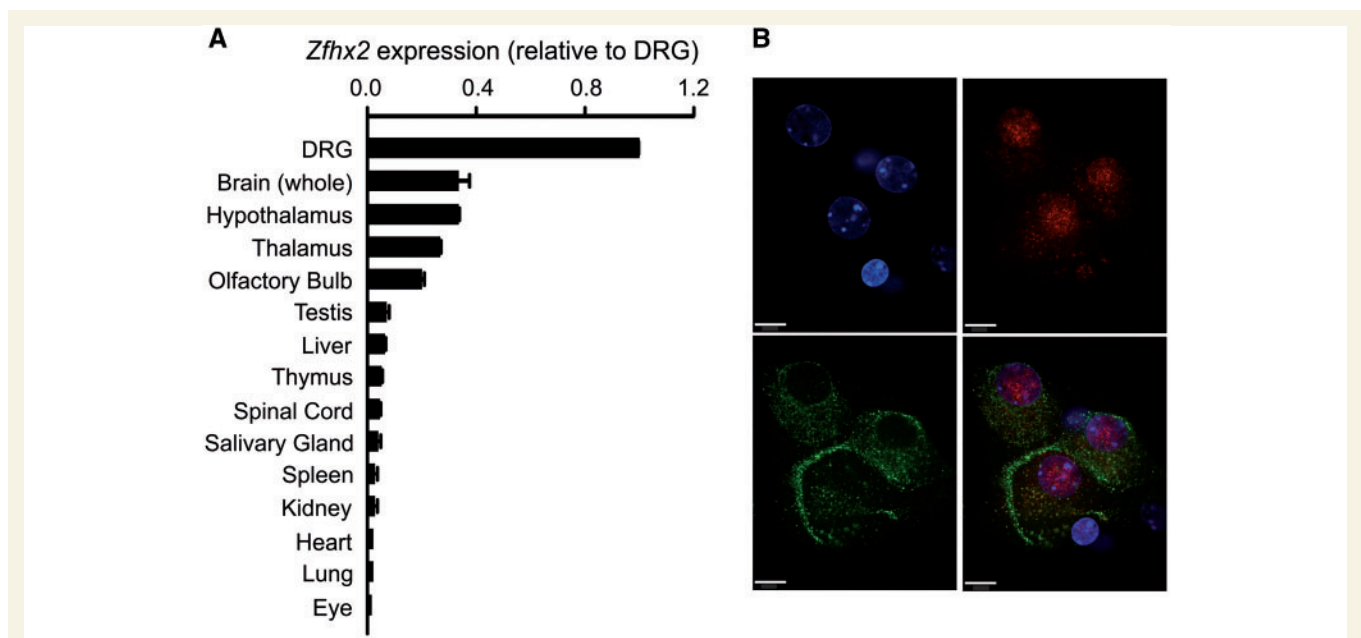 A
Zfhx2 expression (relative to DRG)
0.0 0.4 0.8 1.2
DRG
Brain (whole)
Hypothalamus
Thalamus
Olfactory Bulb
Testis
Liver
Thymus
Spinal Cord
Salivary Gland
Spleen
Kidney
Heart
Lung
Eye
B